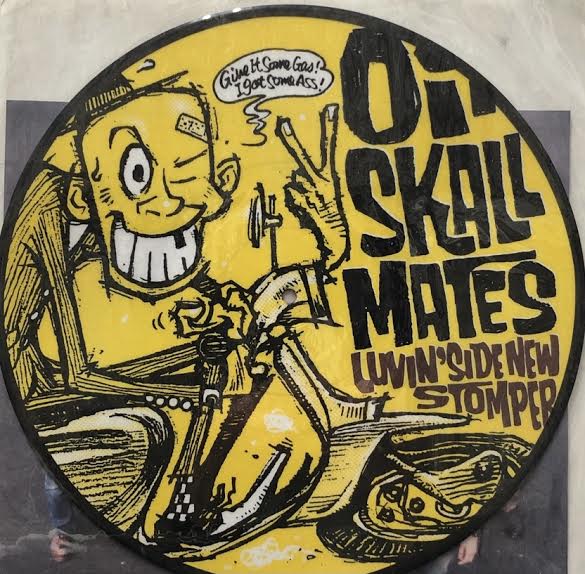 Give It Some Gas!?
I got Some Ass!
OI
SKALL
MATES
LUVIN' SIDE NEW
STOMPER